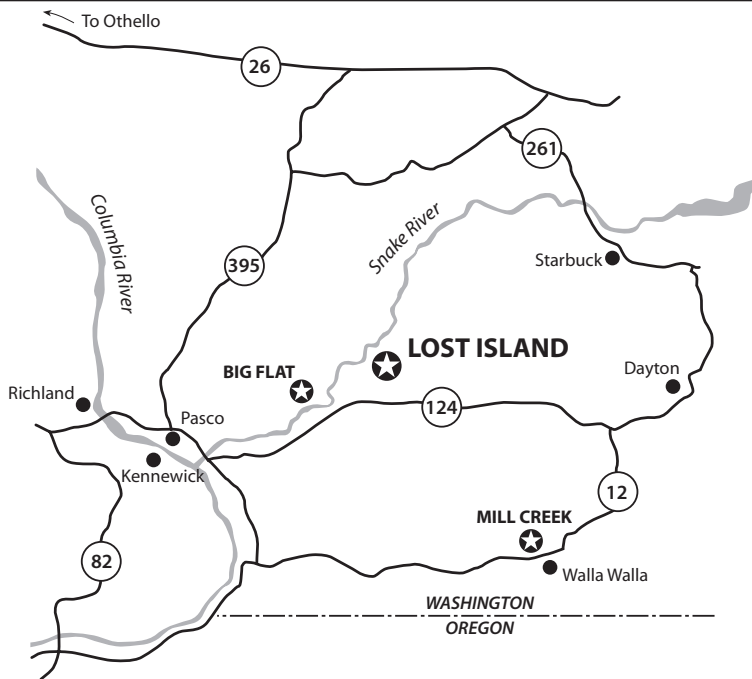 To Othello
26
261
Columbia River
Snake River
395
Starbuck
LOST ISLAND
BIG FLAT
Dayton
Richland
124
Pasco
Kennewick
12
MILL CREEK
82
Walla Walla
WASHINGTON
OREGON